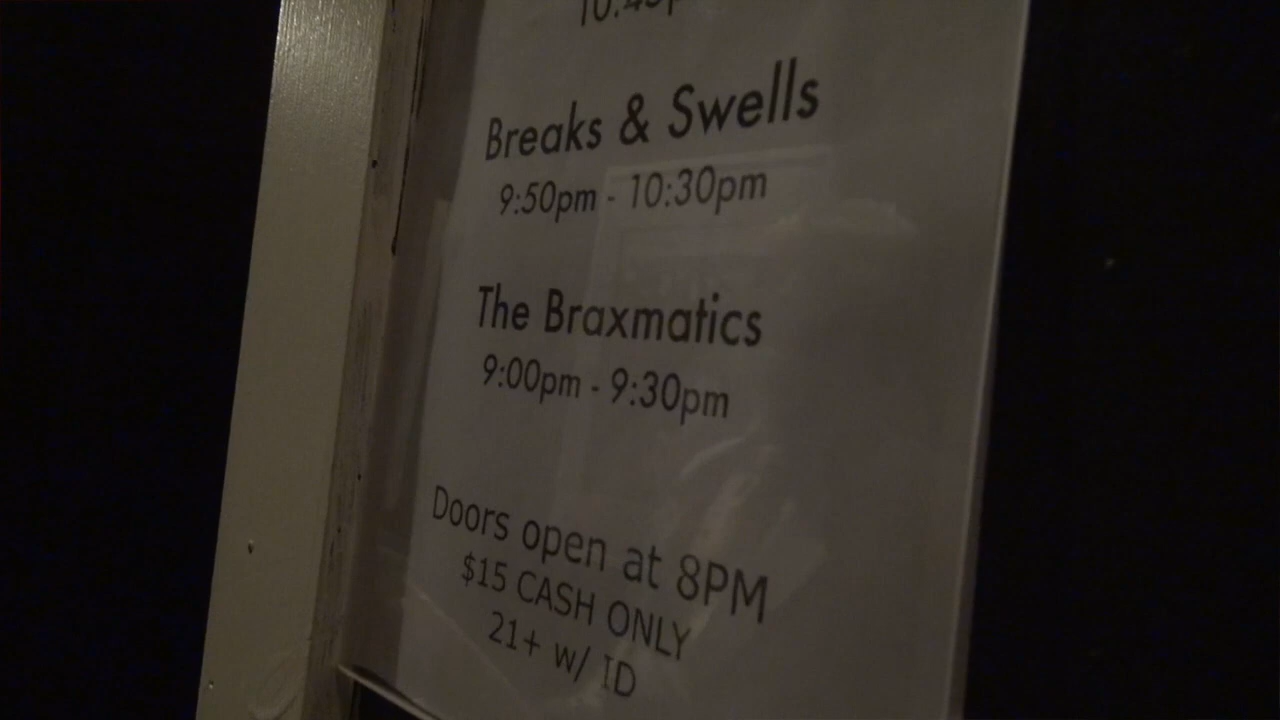 Breaks & Swells
9:50pm - 10:30pm
The Braxmatics
9:00pm - 9:30pm
Doors open at 8PM
$15 CASH ONLY
21+ w/ ID